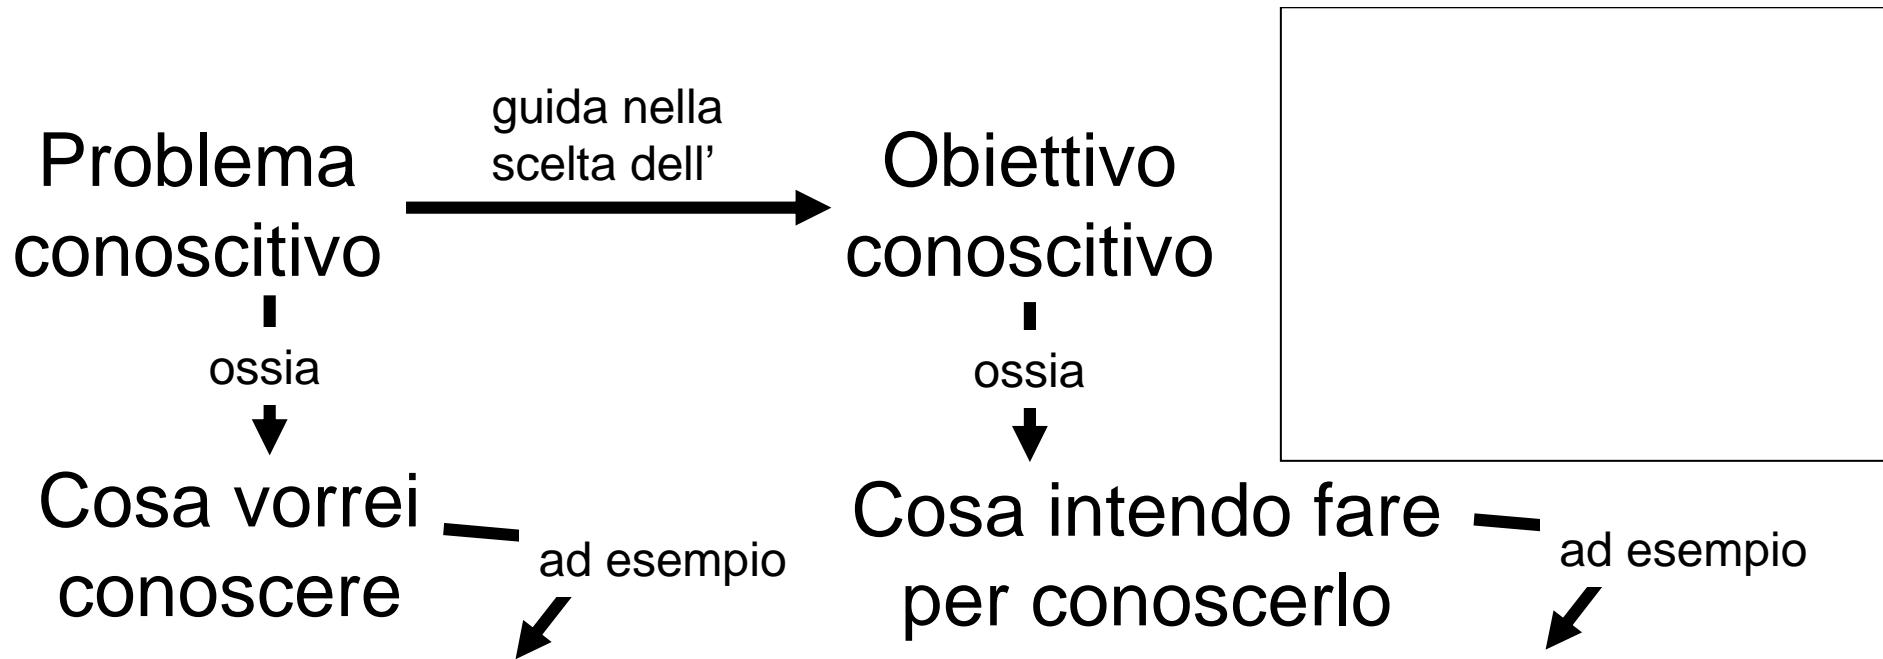 Problema
conoscitivo
guida nella
scelta dell’
Obiettivo
conoscitivo
ossia
ossia
Cosa vorrei
conoscere
ad esempio
Cosa intendo fare
per conoscerlo
ad esempio